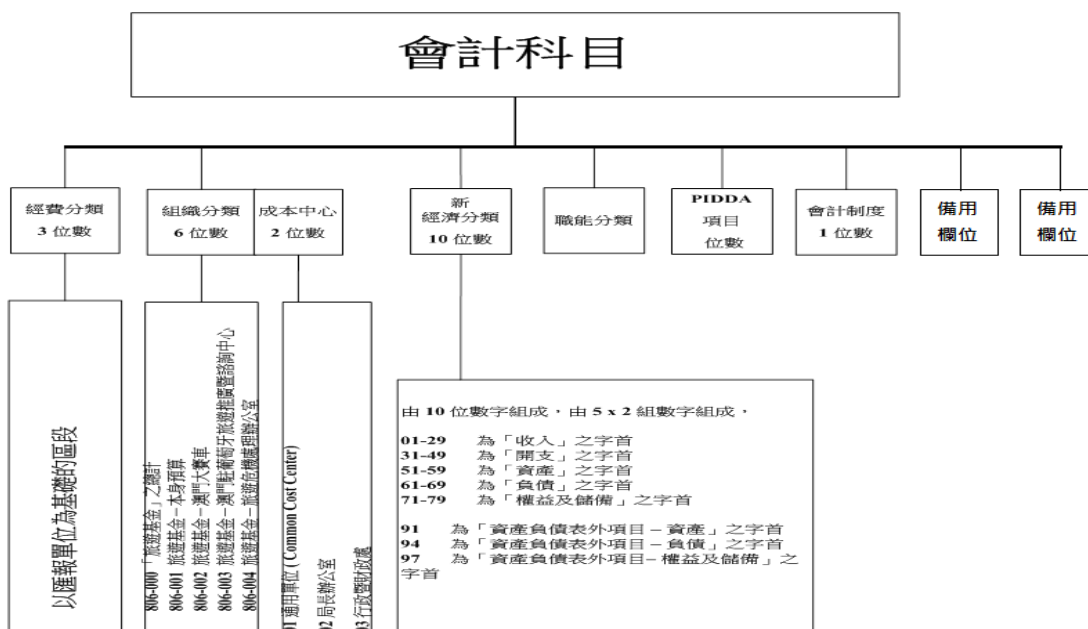 會計科目
經費分類
3 位數
組織分類
6 位數
成本中心
2 位數
新
經濟分類
10 位數
職能分類
PIDDA
項目
位數
會計制度
1 位數
備用
欄位
備用
欄位
以匯報單位為基礎的區段
806-000「旅遊基金」之總計
806-001 旅遊基金－本身預算
806-002 旅遊基金－澳門大賽車
806-003 旅遊基金－澳門駐葡萄牙旅遊推廣暨諮詢中心
806-004 旅遊基金－旅遊危機處理辦公室
01 通用單位 (Common Cost Center)
02 局長辦公室
03 行政暨財政處
由 10 位數字組成，由 5 x 2 組數字組成，
01-29 為「收入」之字首
31-49 為「開支」之字首
51-59 為「資產」之字首
61-69 為「負債」之字首
71-79 為「權益及儲備」之字首
91 為「資產負債表外項目－資產」之字首
94 為「資產負債表外項目－負債」之字首
97 為「資產負債表外項目－權益及儲備」之
字首